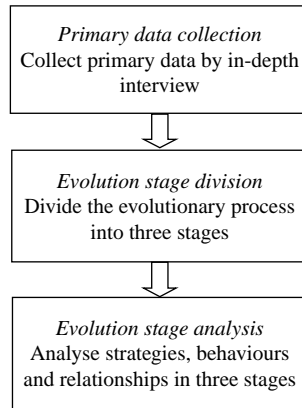 Primary data collection
Collect primary data by in-depth
interview
Evolution stage division
Divide the evolutionary process
into three stages
Evolution stage analysis
Analyse strategies, behaviours
and relationships in three stages